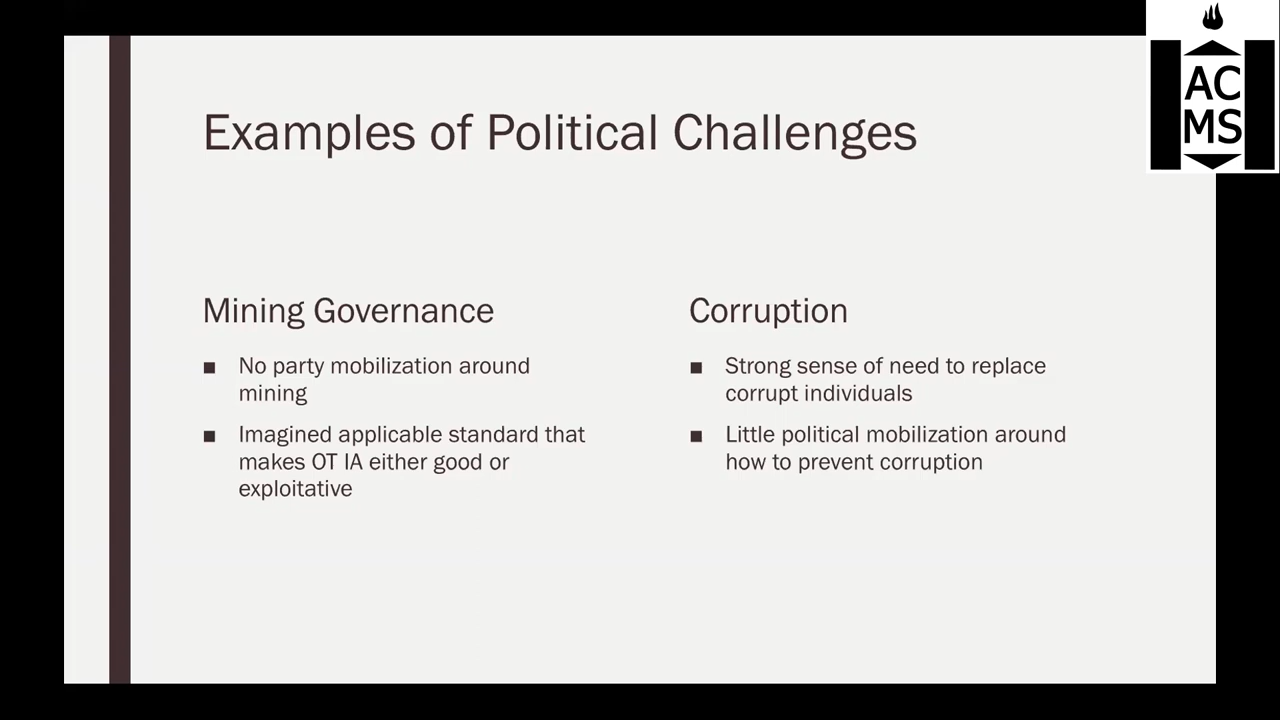 AC
MS
Examples of Political Challenges
Mining Governance
■ No party mobilization around
mining
■ Imagined applicable standard that
makes OT IA either good or
exploitative
Corruption
■ Strong sense of need to replace
corrupt individuals
■ Little political mobilization around
how to prevent corruption